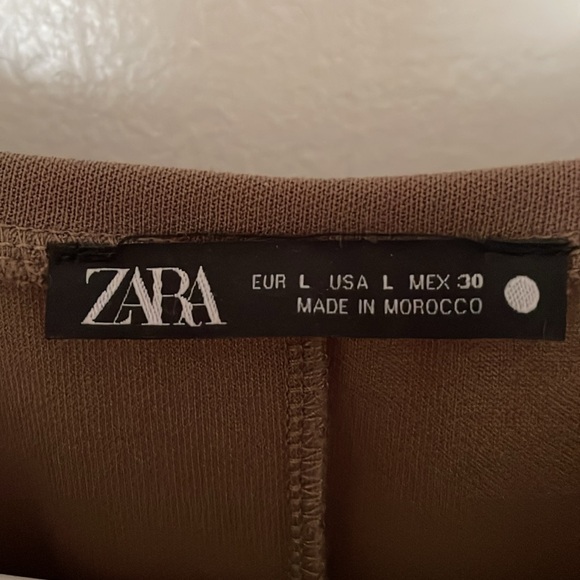 ZARA
EUR L USA L MEX 30
MADE IN MOROCCO